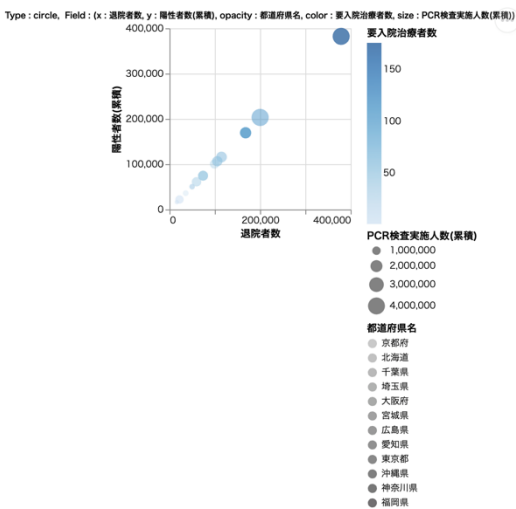 Type : circle, Field : (x : 退院者数, y : 陽性者数(累積), opacity : 都道府県名, color : 要入院治療者数, size : PCR検査実施人数(累積))
陽性者数(累積)
400,000
300,000
200,000
100,000
0
0
200,000
400,000
退院者数
要入院治療者数
150
100
50
PCR検査実施人数(累積)
1,000,000
2,000,000
3,000,000
4,000,000
都道府県名
京都府
北海道
千葉県
埼玉県
大阪府
宮城県
広島県
愛知県
東京都
沖縄県
神奈川県
福岡県